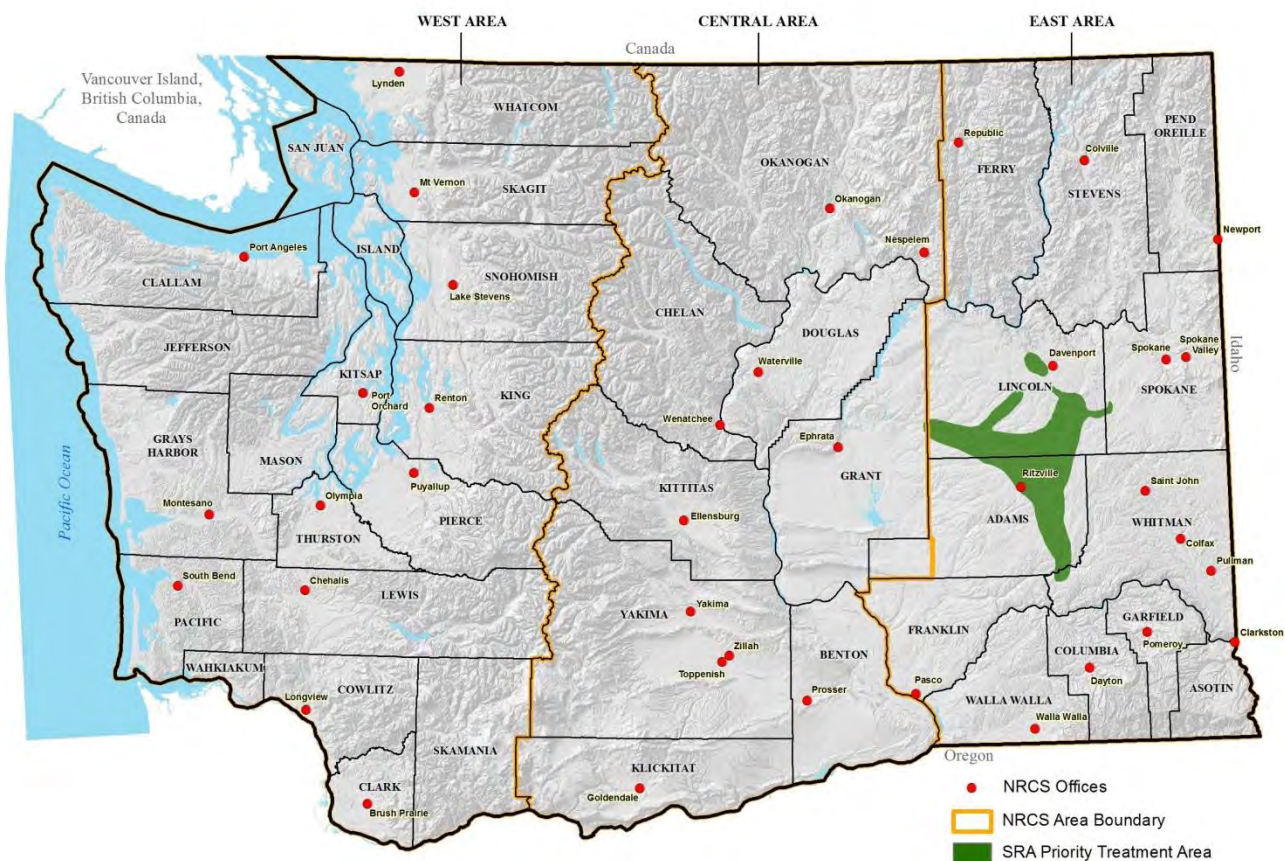 WEST AREA
CENTRAL AREA
EAST AREA
Canada
Vancouver Island,
British Columbia,
Canada
Lynden
WHATCOM
SAN JUAN
OKANOGAN
Republic
FERRY
Colville
STEVENS
PEND
OREILLE
Mt Vernon
SKAGIT
Okanogan
Nespelem
Newport
ISLAND
Port Angeles
CLALLAM
SNOHOMISH
Lake Stevens
CHELAN
DOUGLAS
JEFFERSON
KITSAP
Port
Orchard
Renton
KING
Waterville
Wenatchee
Davenport
LINCOLN
Spokane
Spokane
Valley
SPOKANE
Idaho
GRAYS
HARBOR
MASON
Ephrata
GRANT
Pacific Ocean
Montesano
Olympia
Puyallup
PIERCE
THURSTON
KITTITAS
Ellensburg
Ritzville
ADAMS
Saint John
WHITMAN
Colfax
Pullman
South Bend
PACIFIC
Chehalis
LEWIS
YAKIMA
Yakima
Zillah
Toppenish
BENTON
Prosser
FRANKLIN
Pasco
GARFIELD
Pomeroy
Clarkston
COLUMBIA
Dayton
ASOTIN
WAHKIAKUM
Longview
COWLITZ
SKAMANIA
WALLA WALLA
Walla Walla
CLARK
Brush Prairie
KLICKITAT
Goldendale
Oregon
NRCS Offices
NRCS Area Boundary
SRA Priority Treatment Area